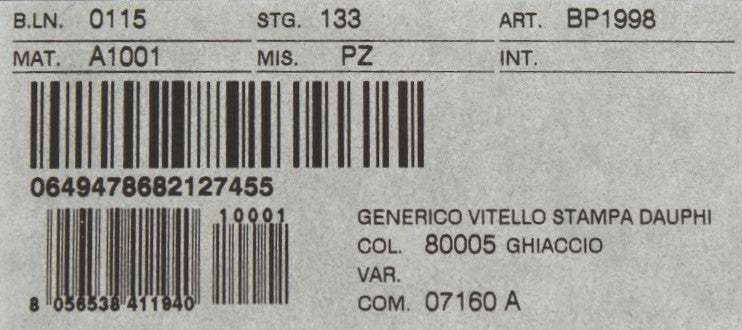 B.LN. 0115 STG. 133 ART. BP1998
MAT. A1001 MIS. PZ INT.
0649478682127455
10001
8 056538 411940
GENERICO VITELLO STAMPA DAUPHI
COL. 80005 GHIACCIO
VAR.
COM. 07160 A